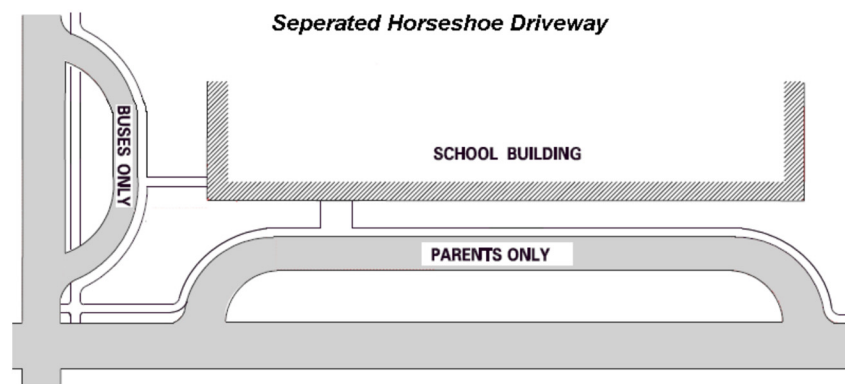 Seperated Horseshoe Driveway
BUSES ONLY
SCHOOL BUILDING
PARENTS ONLY